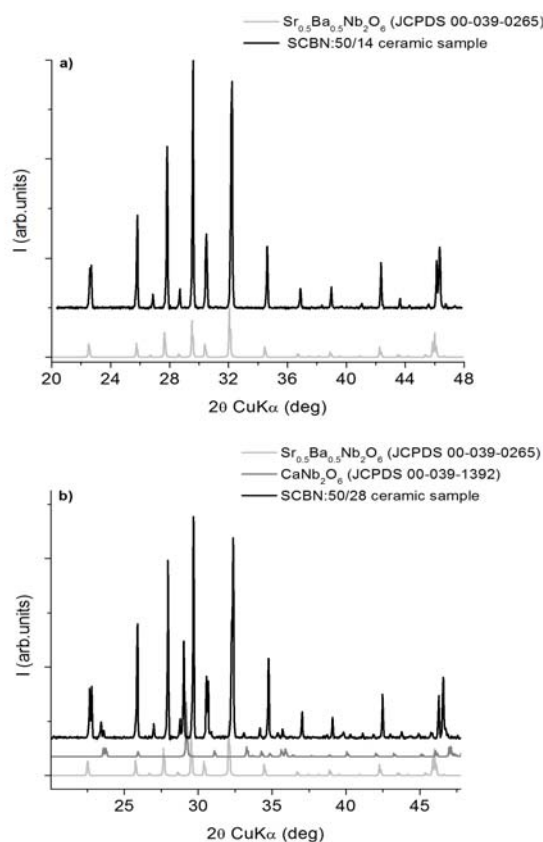 Sr₀.₅Ba₀.₅Nb₂O₆ (JCPDS 00-039-0265)
SCBN:50/14 ceramic sample
a)
I (arb.units)
20 24 28 32 36 40 44 48
2θ CuKα (deg)
Sr₀.₅Ba₀.₅Nb₂O₆ (JCPDS 00-039-0265)
CaNb₂O₆ (JCPDS 00-039-1392)
SCBN:50/28 ceramic sample
b)
I (arb.units)
25 30 35 40 45
2θ CuKα (deg)